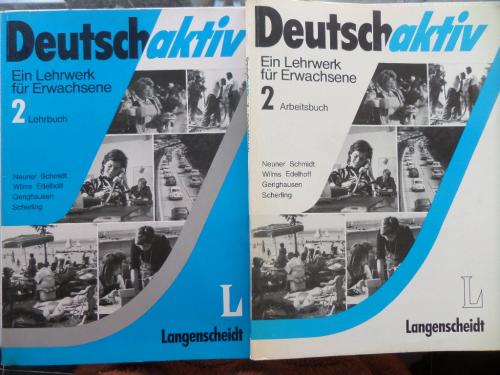 Deutschaktiv
Ein Lehrwerk
für Erwachsene
2 Lehrbuch
Neuner Schmidt
Wilms Edelhoff
Gerighausen
Scherling
L
Langenscheidt
Deutschaktiv
Ein Lehrwerk
für Erwachsene
2 Arbeitsbuch
Neuner Schmidt
Wilms Edelhoff
Gerighausen
Scherling
L
Langenscheidt